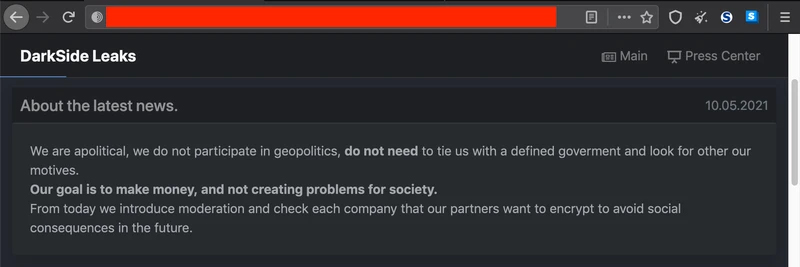 DarkSide Leaks
Main
Press Center
About the latest news.
10.05.2021
We are apolitical, we do not participate in geopolitics, do not need to tie us with a defined goverment and look for other our
motives.
Our goal is to make money, and not creating problems for society.
From today we introduce moderation and check each company that our partners want to encrypt to avoid social
consequences in the future.